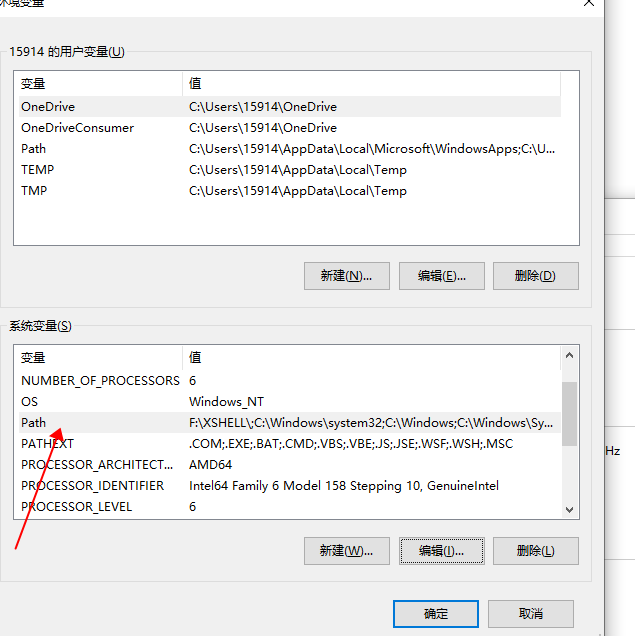 环境变量
15914 的用户变量(U)
变量 值
OneDrive C:\Users\15914\OneDrive
OneDriveConsumer C:\Users\15914\OneDrive
Path C:\Users\15914\AppData\Local\Microsoft\WindowsApps;C:\U...
TEMP C:\Users\15914\AppData\Local\Temp
TMP C:\Users\15914\AppData\Local\Temp
新建(N)... 编辑(E)... 删除(D)
系统变量(S)
变量 值
NUMBER_OF_PROCESSORS 6
OS Windows_NT
Path F:\XSHELL\;C:\Windows\system32;C:\Windows;C:\Windows\Sy...
PATHEXT .COM;.EXE;.BAT;.CMD;.VBS;.VBE;.JS;.JSE;.WSF;.WSH;.MSC
PROCESSOR_ARCHITECT... AMD64
PROCESSOR_IDENTIFIER Intel64 Family 6 Model 158 Stepping 10, GenuineIntel
PROCESSOR_LEVEL 6
Hz
新建(W)... 编辑(I)... 删除(L)
确定 取消